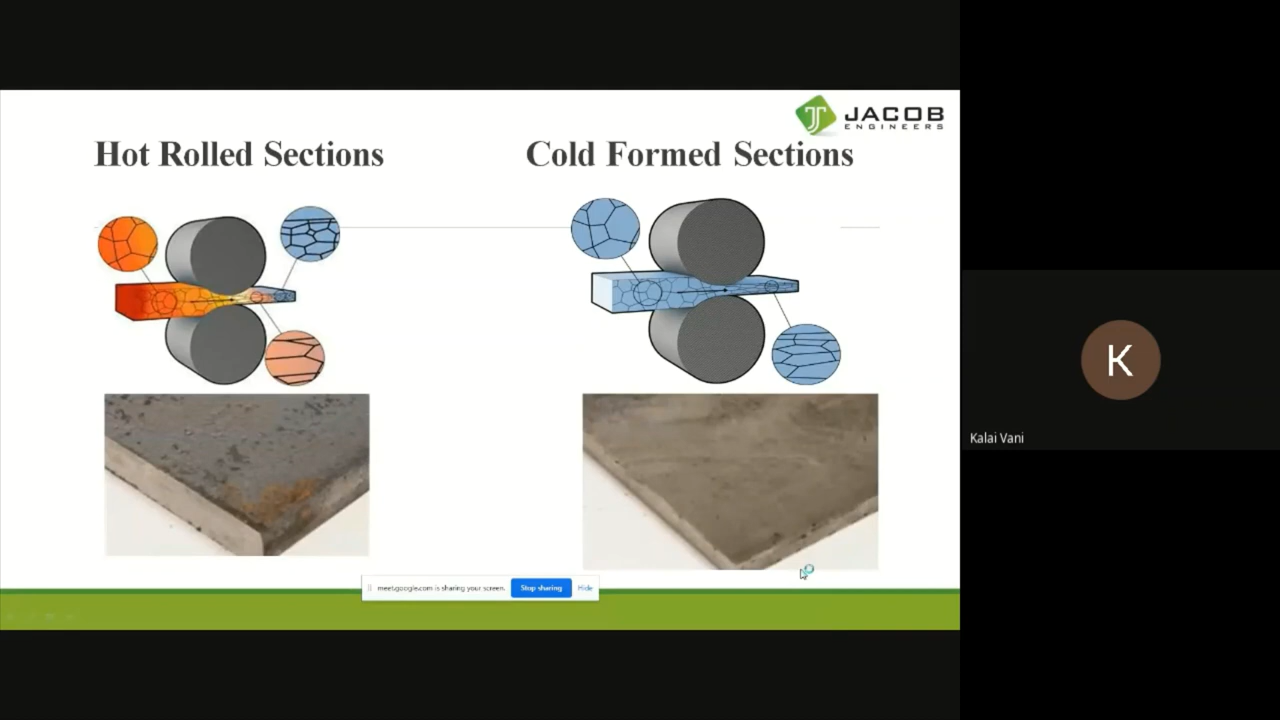 JACOB
ENGINEERS
Hot Rolled Sections
Cold Formed Sections
K
Kalai Vani
meet.google.com is sharing your screen.
Stop sharing
Hide